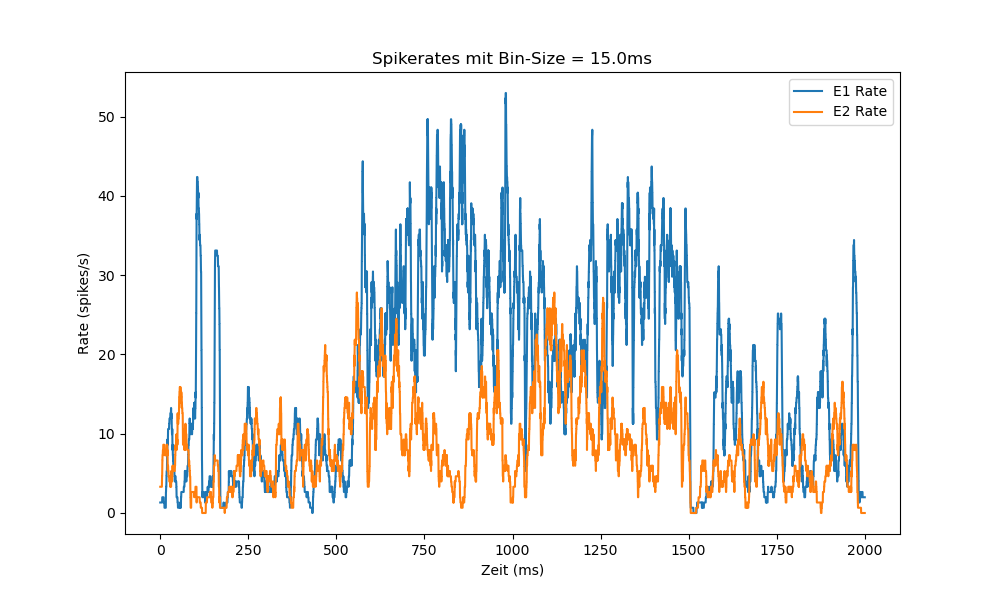 Spikerates mit Bin-Size = 15.0ms
E1 Rate
E2 Rate
Rate (spikes/s)
50
40
30
20
10
0
0 250 500 750 1000 1250 1500 1750 2000
Zeit (ms)